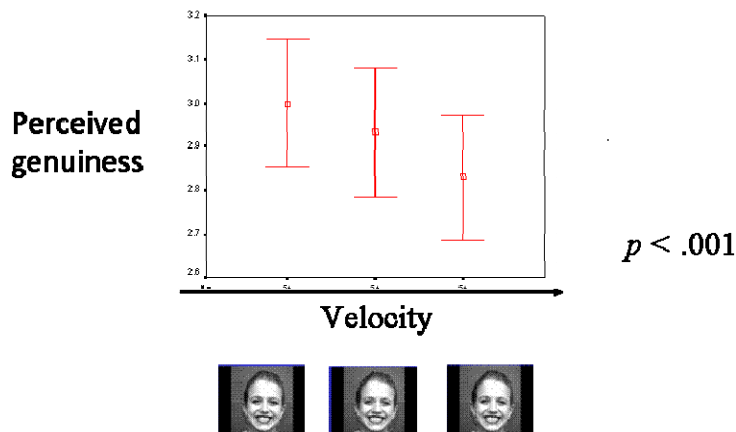 3.2
3.1
3.0
Perceived
genuiness
2.9
2.8
2.7
p < .001
2.6
Velocity